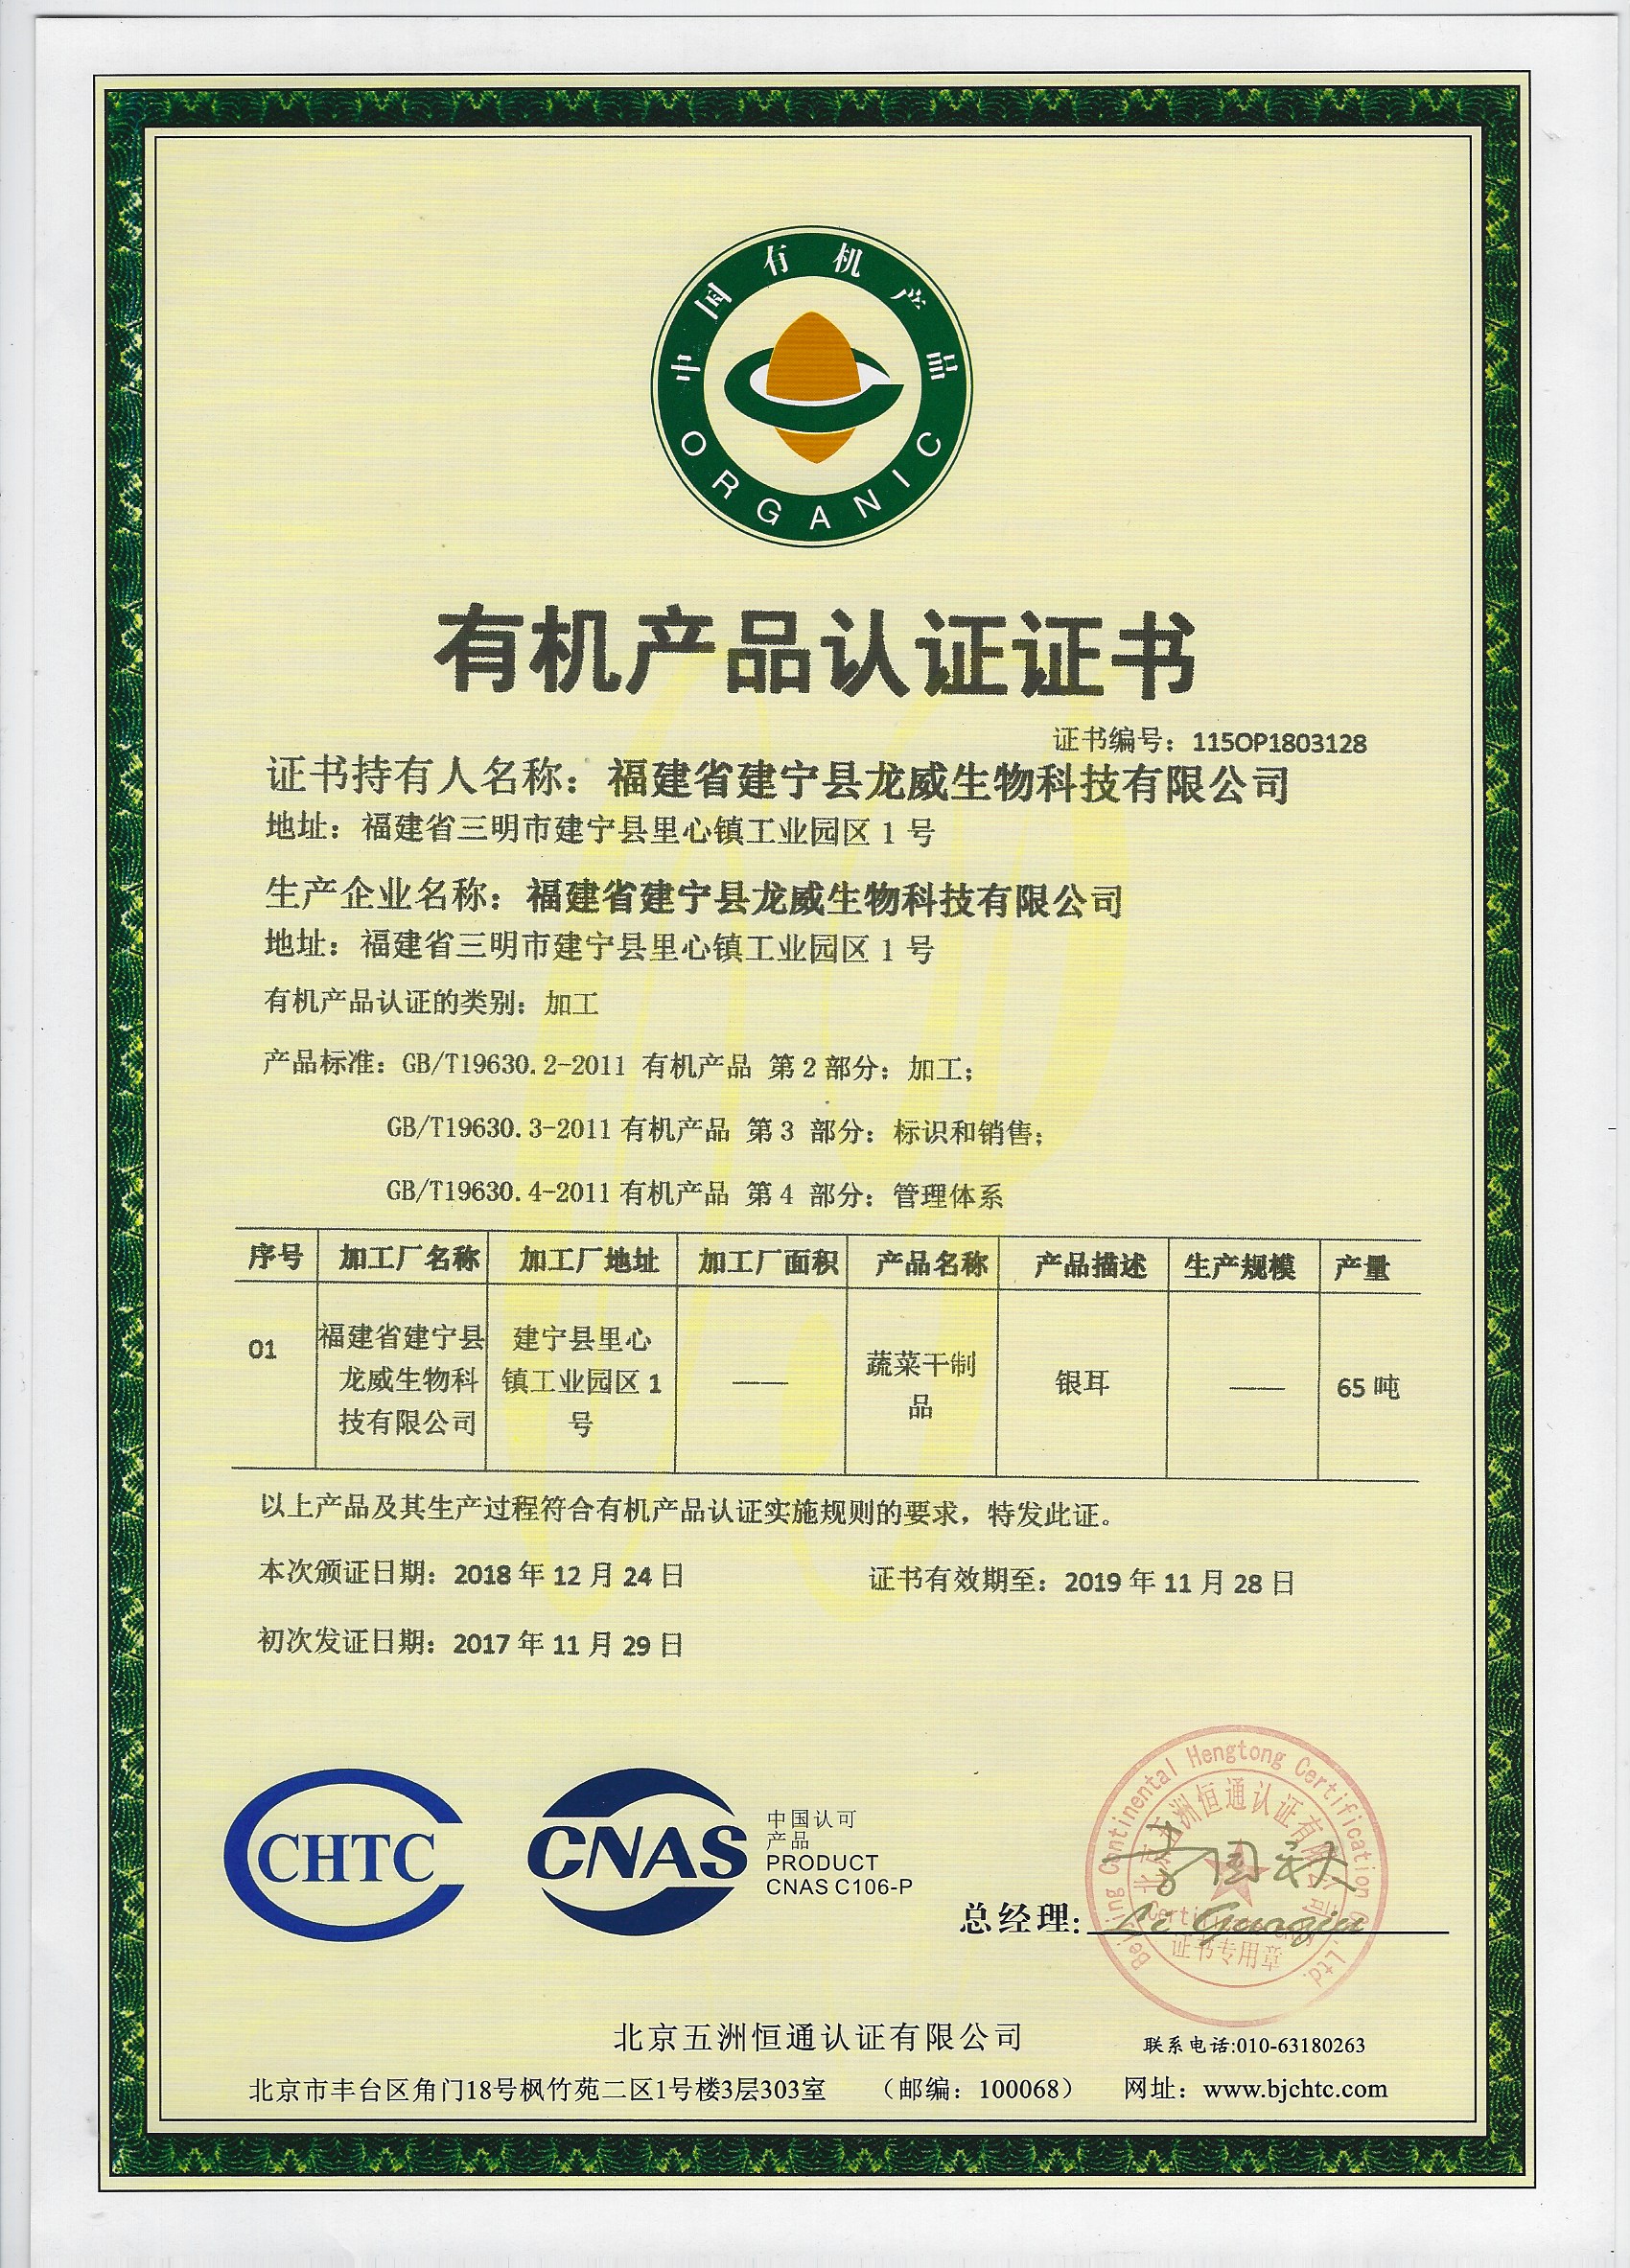 中国有机产品
ORGANIC
有机产品认证证书
证书编号：115OP1803128
证书持有人名称：福建省建宁县龙威生物科技有限公司
地址：福建省三明市建宁县里心镇工业园区 1 号
生产企业名称：福建省建宁县龙威生物科技有限公司
地址：福建省三明市建宁县里心镇工业园区 1 号
有机产品认证的类别：加工
产品标准：GB/T19630.2-2011 有机产品 第 2 部分：加工；
GB/T19630.3-2011 有机产品 第 3 部分：标识和销售；
GB/T19630.4-2011 有机产品 第 4 部分：管理体系
序号 加工厂名称 加工厂地址 加工厂面积 产品名称 产品描述 生产规模 产量
01 福建省建宁县龙威生物科技有限公司 建宁县里心镇工业园区 1 号 —— 蔬菜干制品 银耳 —— 65 吨
以上产品及其生产过程符合有机产品认证实施规则的要求，特发此证。
本次颁证日期：2018 年 12 月 24 日 证书有效期至：2019 年 11 月 28 日
初次发证日期：2017 年 11 月 29 日
CHTC
CNAS
中国认可
产品
PRODUCT
CNAS C106-P
Beijing Continental Hengtong Certification Co., Ltd.
北京五洲恒通认证有限公司
证书专用章
总经理：
北京五洲恒通认证有限公司 联系电话:010-63180263
北京市丰台区角门18号枫竹苑二区1号楼3层303室 （邮编：100068） 网址：www.bjchtc.com